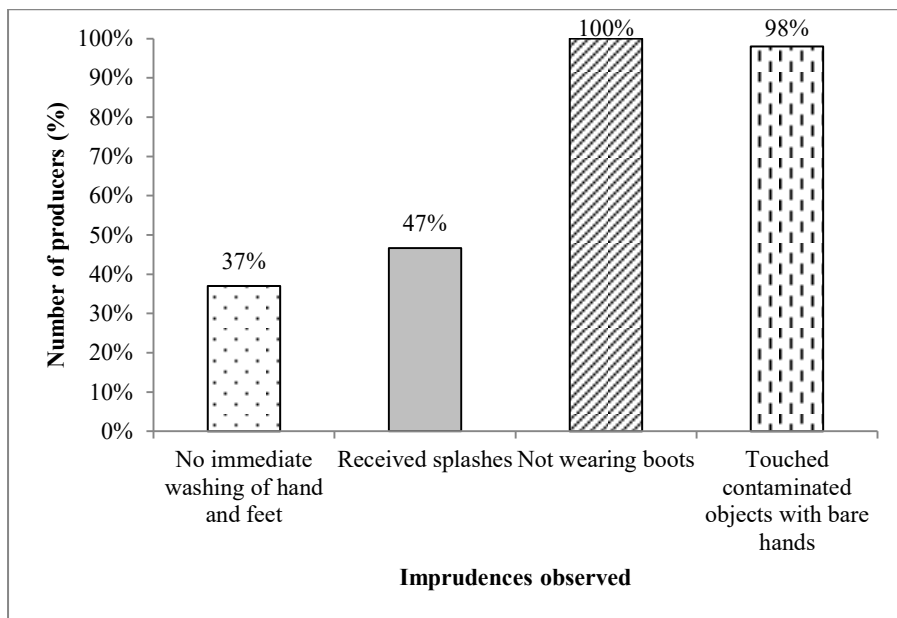 Number of producers (%)
100%
90%
80%
70%
60%
50%
40%
30%
20%
10%
0%
37%
47%
100%
98%
No immediate
washing of hand
and feet
Received splashes
Not wearing boots
Touched
contaminated
objects with bare
hands
Imprudences observed